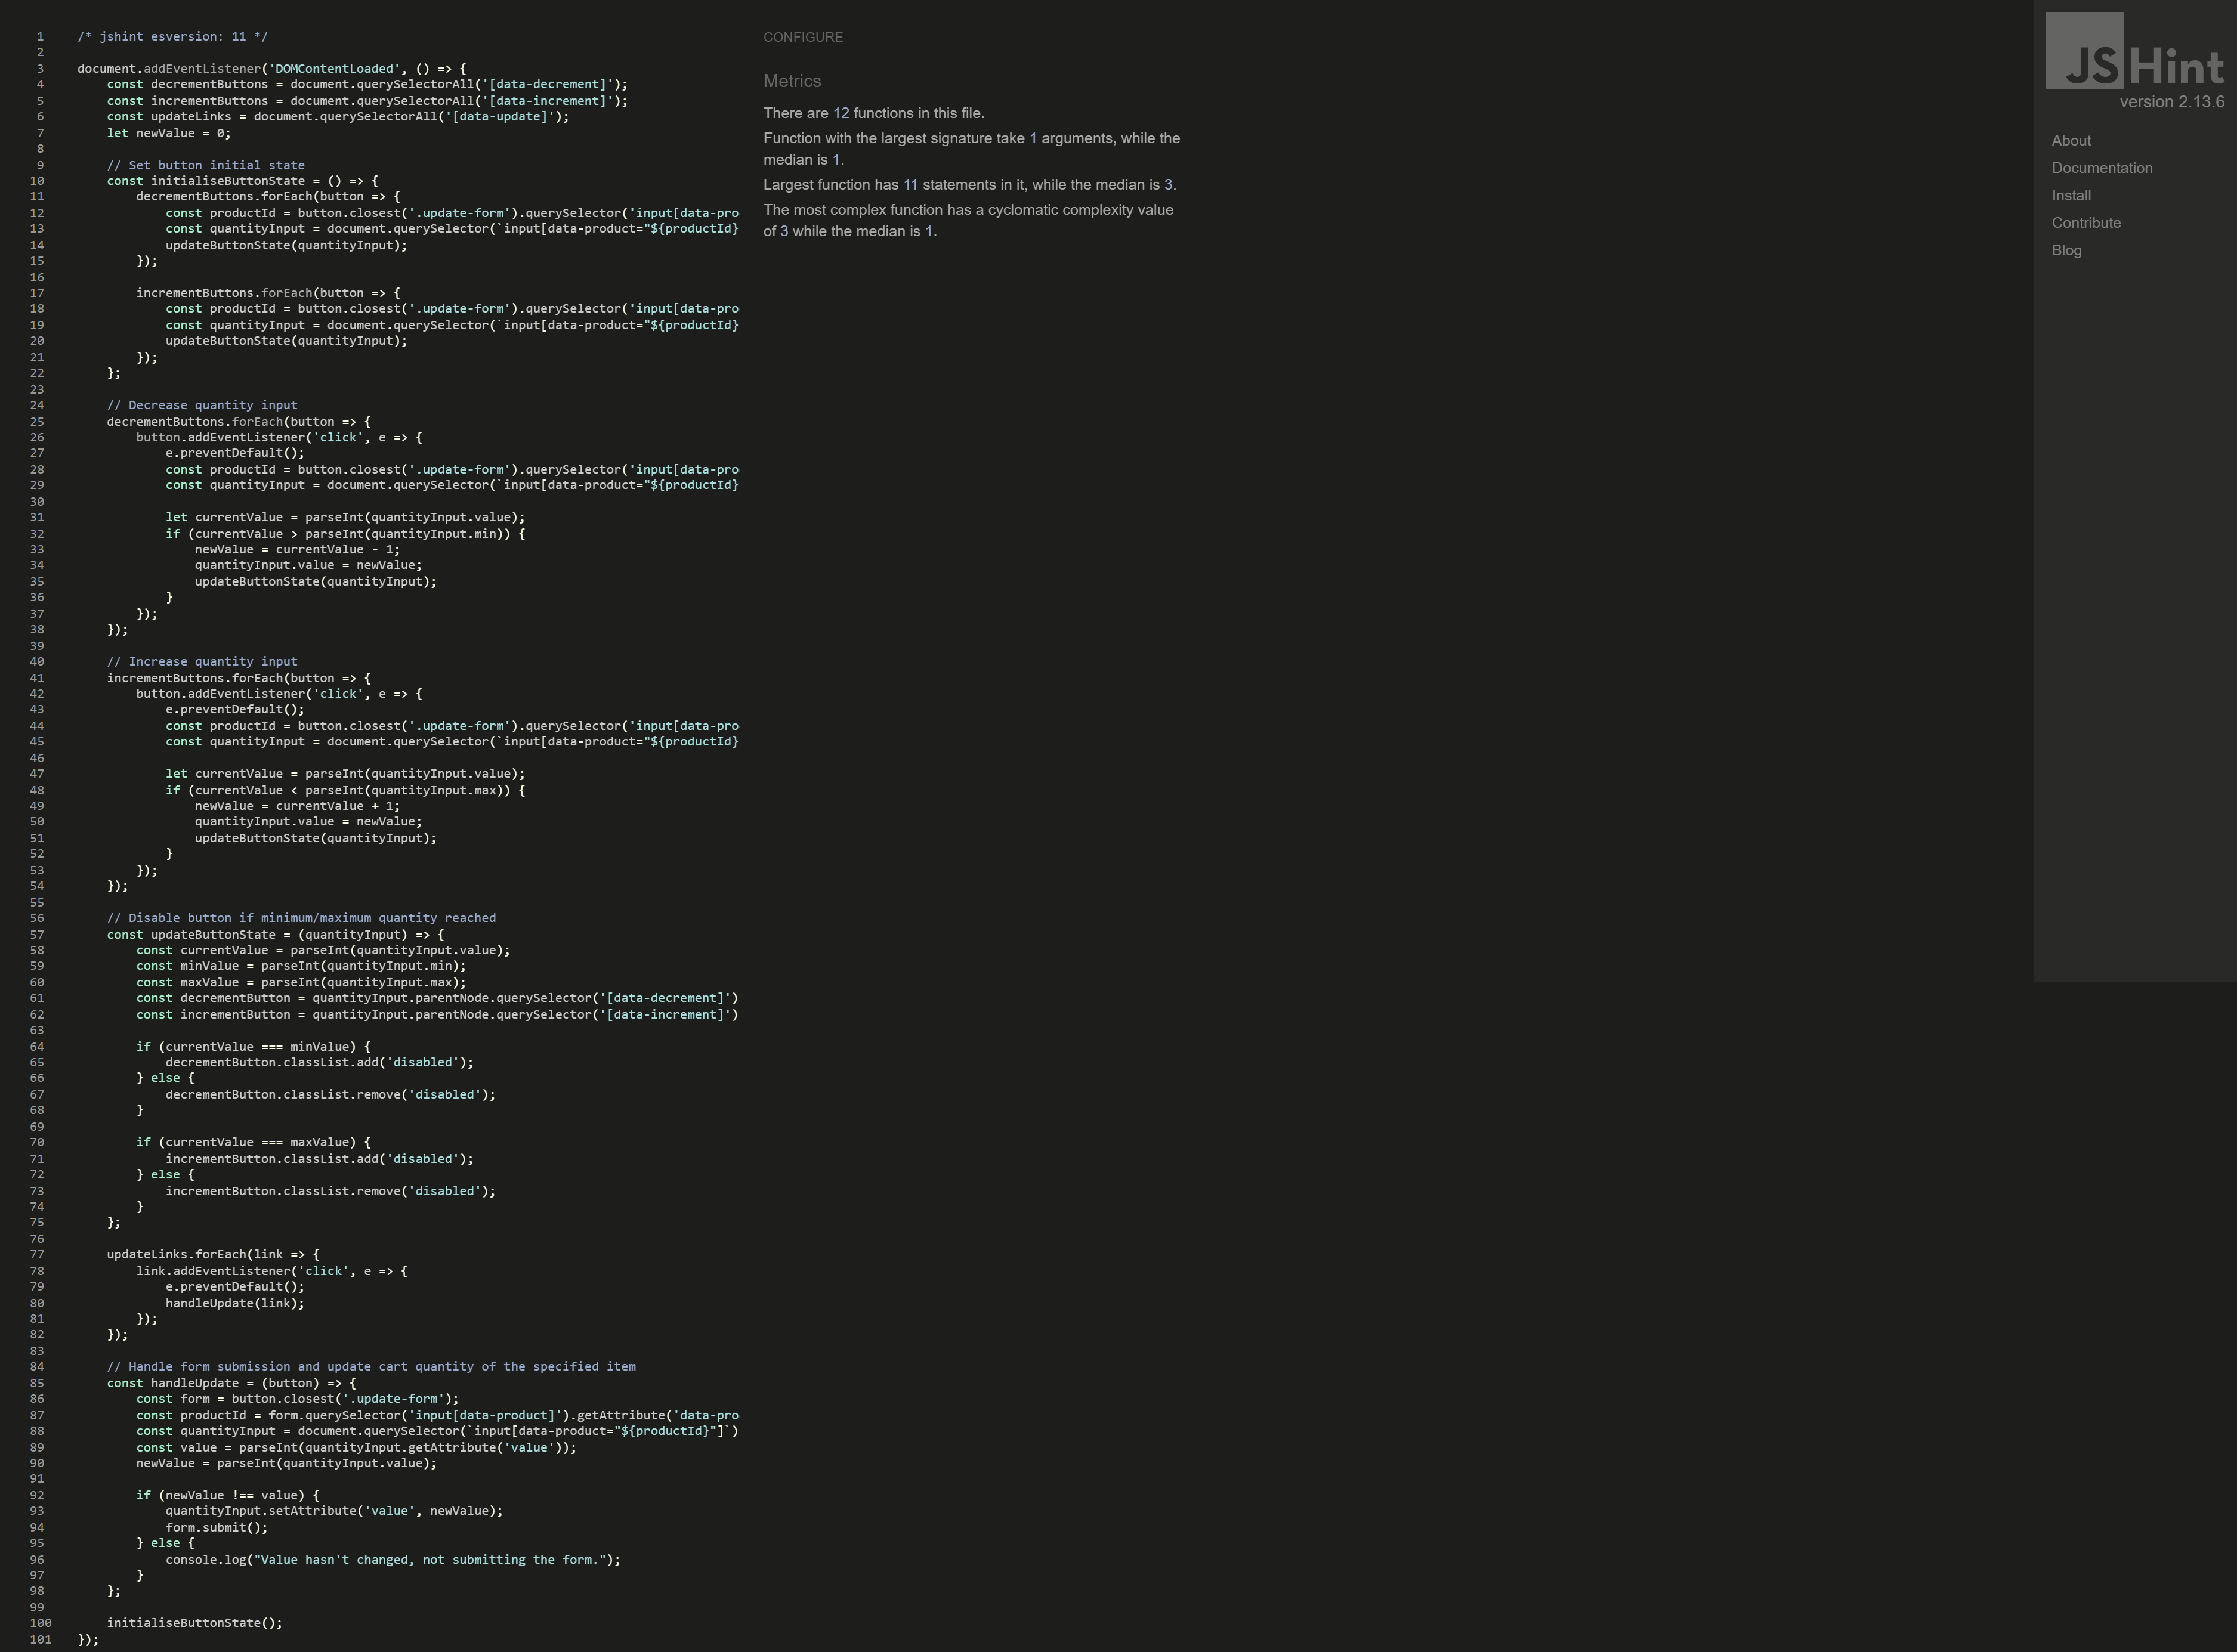 1 /* jshint esversion: 11 */
2
3 document.addEventListener('DOMContentLoaded', () => {
4     const decrementButtons = document.querySelectorAll('[data-decrement]');
5     const incrementButtons = document.querySelectorAll('[data-increment]');
6     const updateLinks = document.querySelectorAll('[data-update]');
7     let newValue = 0;
8
9     // Set button initial state
10     const initialiseButtonState = () => {
11         decrementButtons.forEach(button => {
12             const productId = button.closest('.update-form').querySelector('input[data-pro
13             const quantityInput = document.querySelector(`input[data-product="${productId}
14             updateButtonState(quantityInput);
15         });
16
17         incrementButtons.forEach(button => {
18             const productId = button.closest('.update-form').querySelector('input[data-pro
19             const quantityInput = document.querySelector(`input[data-product="${productId}
20             updateButtonState(quantityInput);
21         });
22     };
23
24     // Decrease quantity input
25     decrementButtons.forEach(button => {
26         button.addEventListener('click', e => {
27             e.preventDefault();
28             const productId = button.closest('.update-form').querySelector('input[data-pro
29             const quantityInput = document.querySelector(`input[data-product="${productId}
30
31             let currentValue = parseInt(quantityInput.value);
32             if (currentValue > parseInt(quantityInput.min)) {
33                 newValue = currentValue - 1;
34                 quantityInput.value = newValue;
35                 updateButtonState(quantityInput);
36             }
37         });
38     });
39
40     // Increase quantity input
41     incrementButtons.forEach(button => {
42         button.addEventListener('click', e => {
43             e.preventDefault();
44             const productId = button.closest('.update-form').querySelector('input[data-pro
45             const quantityInput = document.querySelector(`input[data-product="${productId}
46
47             let currentValue = parseInt(quantityInput.value);
48             if (currentValue < parseInt(quantityInput.max)) {
49                 newValue = currentValue + 1;
50                 quantityInput.value = newValue;
51                 updateButtonState(quantityInput);
52             }
53         });
54     });
55
56     // Disable button if minimum/maximum quantity reached
57     const updateButtonState = (quantityInput) => {
58         const currentValue = parseInt(quantityInput.value);
59         const minValue = parseInt(quantityInput.min);
60         const maxValue = parseInt(quantityInput.max);
61         const decrementButton = quantityInput.parentNode.querySelector('[data-decrement]')
62         const incrementButton = quantityInput.parentNode.querySelector('[data-increment]')
63
64         if (currentValue === minValue) {
65             decrementButton.classList.add('disabled');
66         } else {
67             decrementButton.classList.remove('disabled');
68         }
69
70         if (currentValue === maxValue) {
71             incrementButton.classList.add('disabled');
72         } else {
73             incrementButton.classList.remove('disabled');
74         }
75     };
76
77     updateLinks.forEach(link => {
78         link.addEventListener('click', e => {
79             e.preventDefault();
80             handleUpdate(link);
81         });
82     });
83
84     // Handle form submission and update cart quantity of the specified item
85     const handleUpdate = (button) => {
86         const form = button.closest('.update-form');
87         const productId = form.querySelector('input[data-product]').getAttribute('data-pro
88         const quantityInput = document.querySelector(`input[data-product="${productId}"]`)
89         const value = parseInt(quantityInput.getAttribute('value'));
90         newValue = parseInt(quantityInput.value);
91
92         if (newValue !== value) {
93             quantityInput.setAttribute('value', newValue);
94             form.submit();
95         } else {
96             console.log("Value hasn't changed, not submitting the form.");
97         }
98     };
99
100     initialiseButtonState();
101 });
CONFIGURE
Metrics
There are 12 functions in this file.
Function with the largest signature take 1 arguments, while the
median is 1.
Largest function has 11 statements in it, while the median is 3.
The most complex function has a cyclomatic complexity value
of 3 while the median is 1.
JSHint
version 2.13.6
About
Documentation
Install
Contribute
Blog